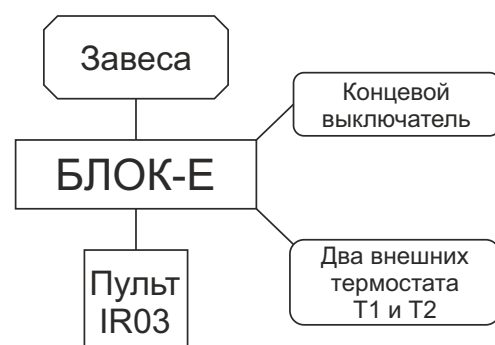 Завеса
Концевой
выключатель
БЛОК-Е
Пульт
IR03
Два внешних
термостата
Т1 и Т2